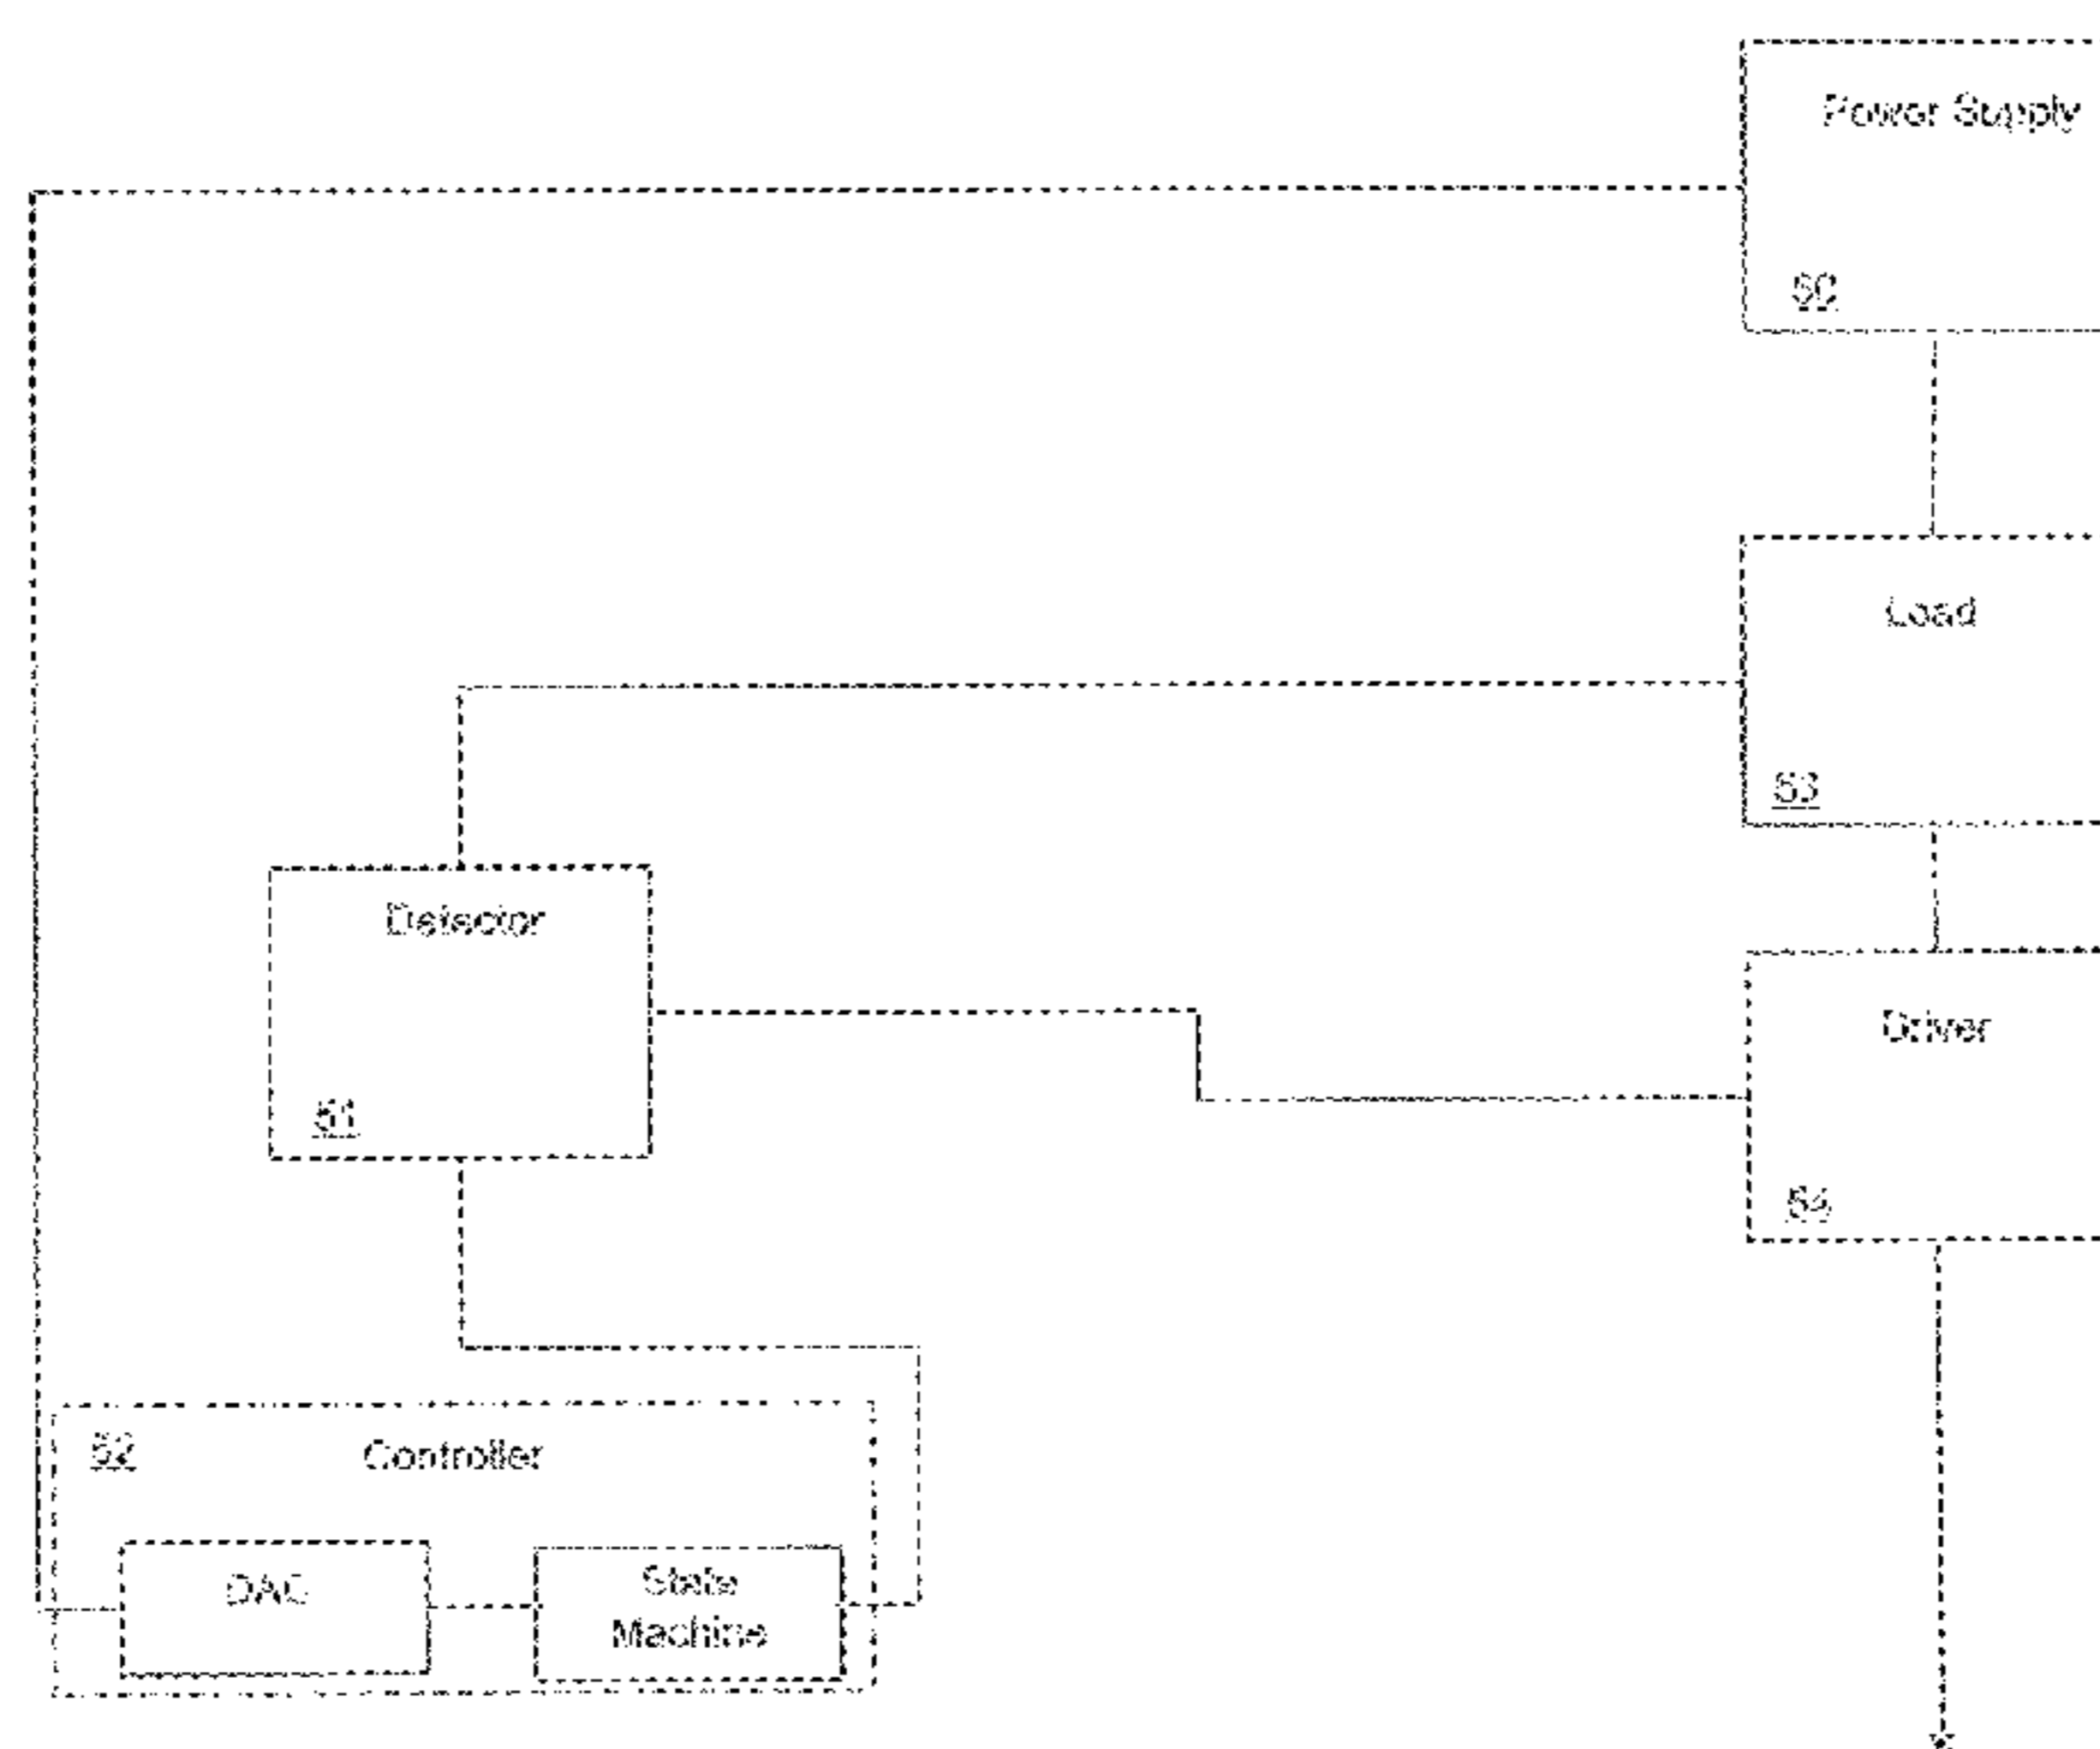 Power Supply
50
Load
53
Detector
51
Driver
54
52
Controller
DAC
State
Machine